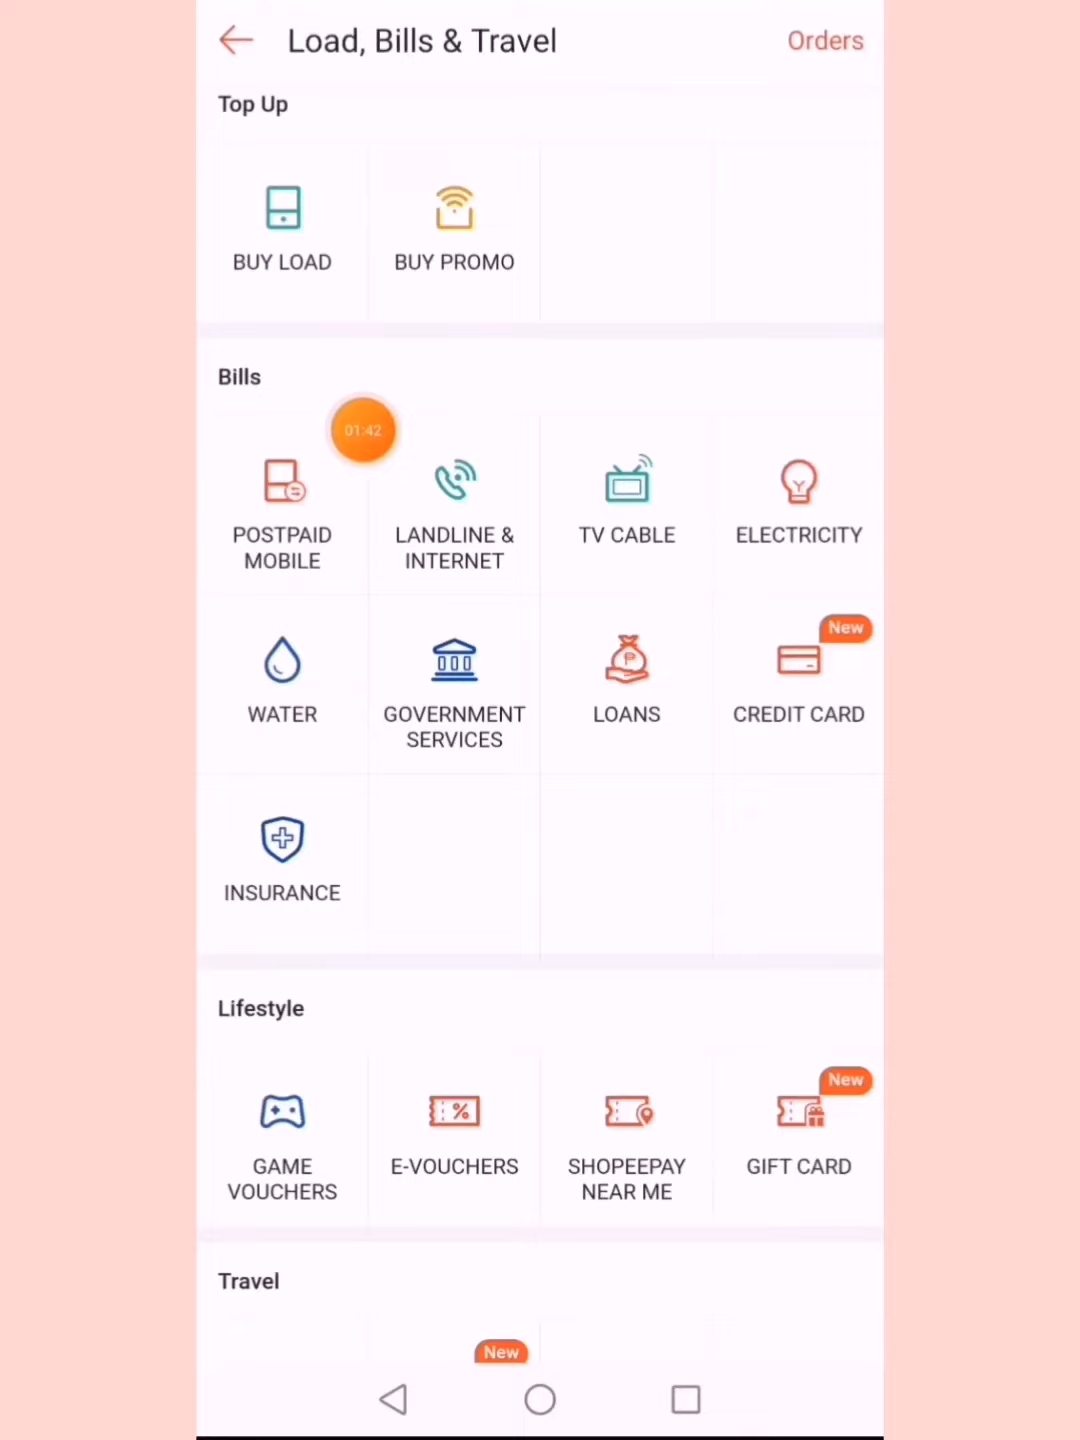 Load, Bills & Travel
Orders
Top Up
BUY LOAD
BUY PROMO
Bills
01:42
POSTPAID
MOBILE
LANDLINE &
INTERNET
TV CABLE
ELECTRICITY
New
WATER
GOVERNMENT
SERVICES
LOANS
CREDIT CARD
INSURANCE
Lifestyle
New
GAME
VOUCHERS
E-VOUCHERS
SHOPEEPAY
NEAR ME
GIFT CARD
Travel
New